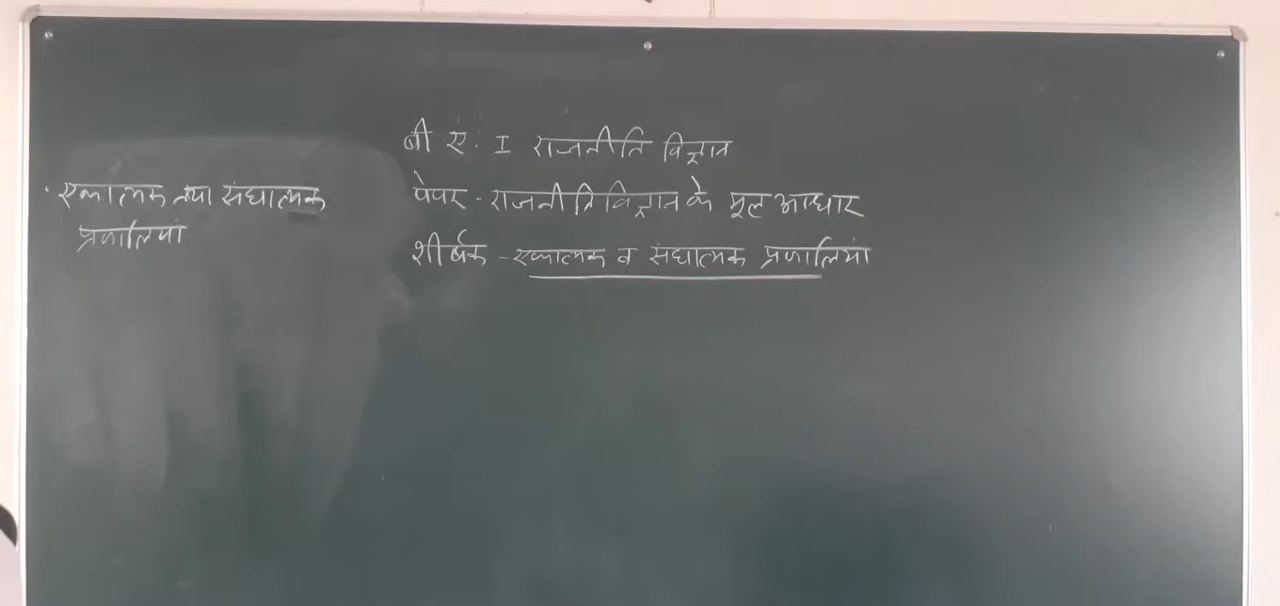 बी ए. I राजनीति विज्ञान
पेपर - राजनीति विज्ञान के मूल आधार
शीर्षक - एकात्मक व संघात्मक प्रणालियां
· एकात्मक तथा संघात्मक
प्रणालियां